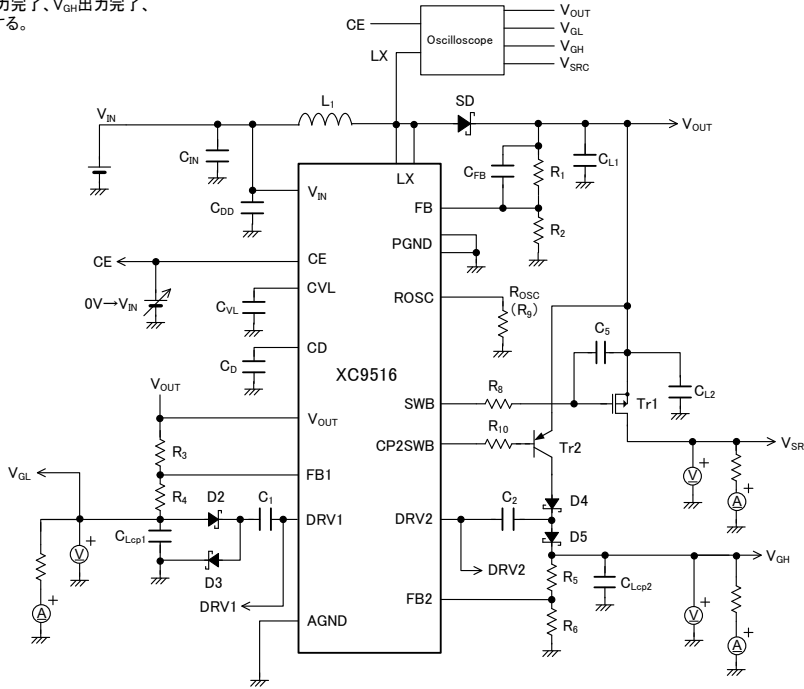 力完了、VGH出力完了、
する。
VOUT
VGL
VGH
VSRC
CE
Oscilloscope
LX
VIN
L1
SD
VOUT
CIN
CFB
R1
CL1
LX
VIN
FB
CDD
R2
PGND
CE
CE
CVL
ROSC
ROSC
(R9)
0V→VIN
CVL
C5
CD
CD
XC9516
VOUT
R8
CL2
SWB
Tr1
R10
VOUT
CP2SWB
Tr2
VSR
R3
V
+
A
+
VGL
FB1
R4
D2
C1
C2
D4
DRV1
DRV2
D5
CLcp1
V
+
VGH
D3
DRV2
R5
CLcp2
A
+
DRV1
FB2
V
+
AGND
R6
A
+